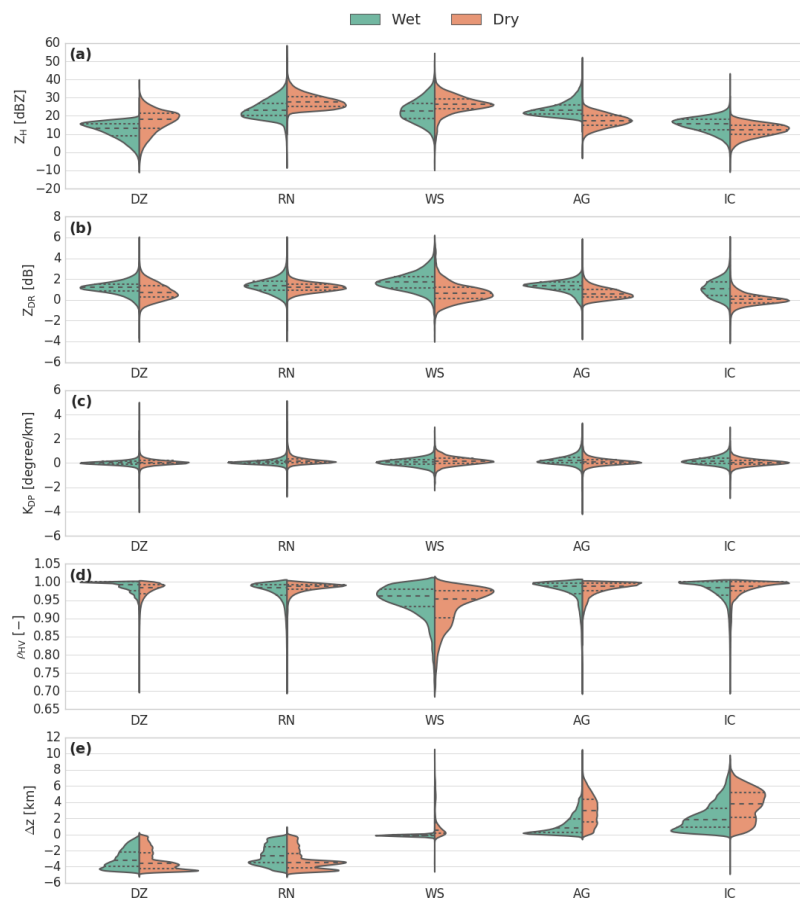 Wet Dry
(a)
Z_H [dBZ]
60
50
40
30
20
10
0
−10
−20
DZ RN WS AG IC
(b)
Z_DR [dB]
8
6
4
2
0
−2
−4
−6
DZ RN WS AG IC
(c)
K_DP [degree/km]
6
4
2
0
−2
−4
−6
DZ RN WS AG IC
(d)
ρ_HV [−]
1.05
1.00
0.95
0.90
0.85
0.80
0.75
0.70
0.65
DZ RN WS AG IC
(e)
Δz [km]
12
10
8
6
4
2
0
−2
−4
−6
DZ RN WS AG IC